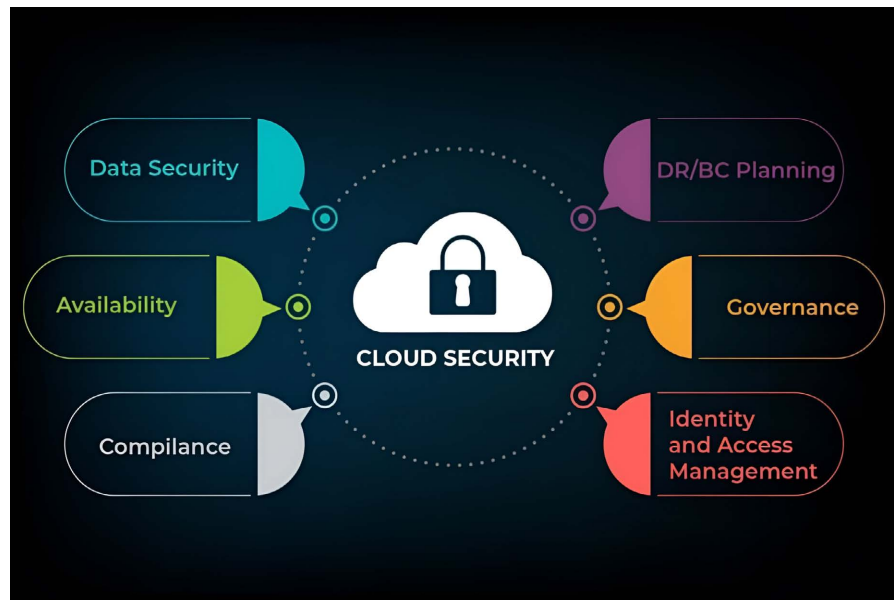 Data Security
DR/BC Planning
Availability
Governance
CLOUD SECURITY
Compilance
Identity
and Access
Management